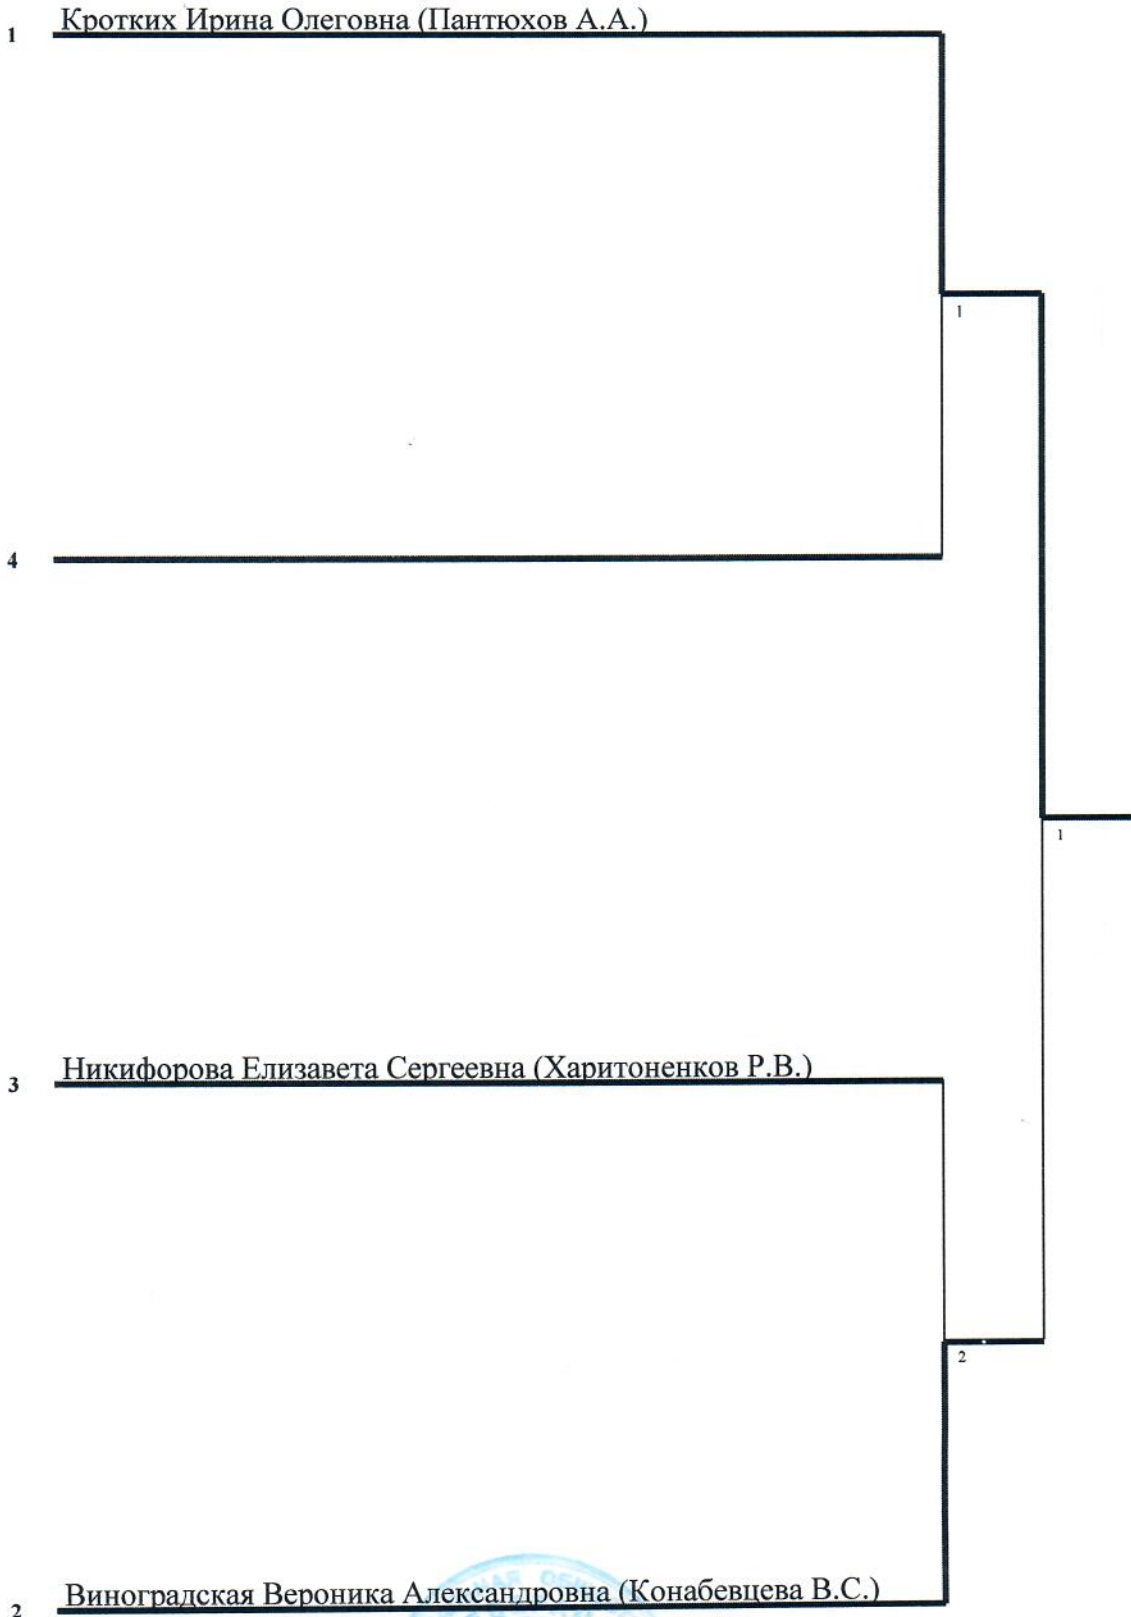 1 Кротких Ирина Олеговна (Пантюхов А.А.)
1
4
1
3 Никифорова Елизавета Сергеевна (Харитоненков Р.В.)
2
2 Виноградская Вероника Александровна (Конабевцева В.С.)